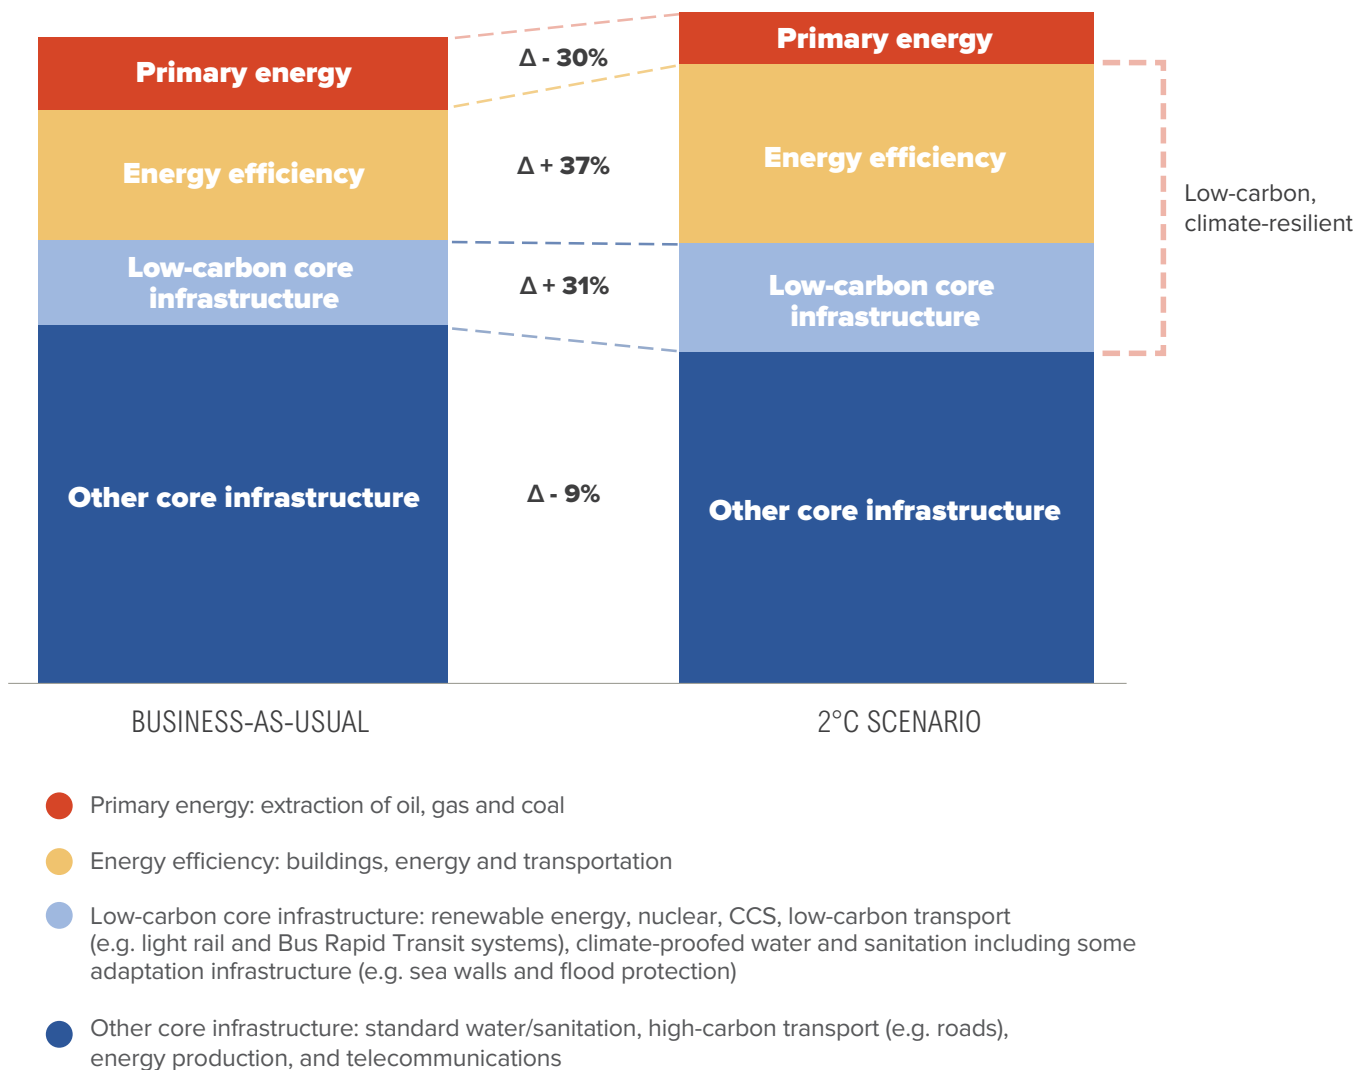 Primary energy
Energy efficiency
Low-carbon core
infrastructure
Other core infrastructure
Δ - 30%
Δ + 37%
Δ + 31%
Δ - 9%
Primary energy
Energy efficiency
Low-carbon core
infrastructure
Other core infrastructure
Low-carbon,
climate-resilient
BUSINESS-AS-USUAL
2°C SCENARIO
Primary energy: extraction of oil, gas and coal
Energy efficiency: buildings, energy and transportation
Low-carbon core infrastructure: renewable energy, nuclear, CCS, low-carbon transport
(e.g. light rail and Bus Rapid Transit systems), climate-proofed water and sanitation including some
adaptation infrastructure (e.g. sea walls and flood protection)
Other core infrastructure: standard water/sanitation, high-carbon transport (e.g. roads),
energy production, and telecommunications